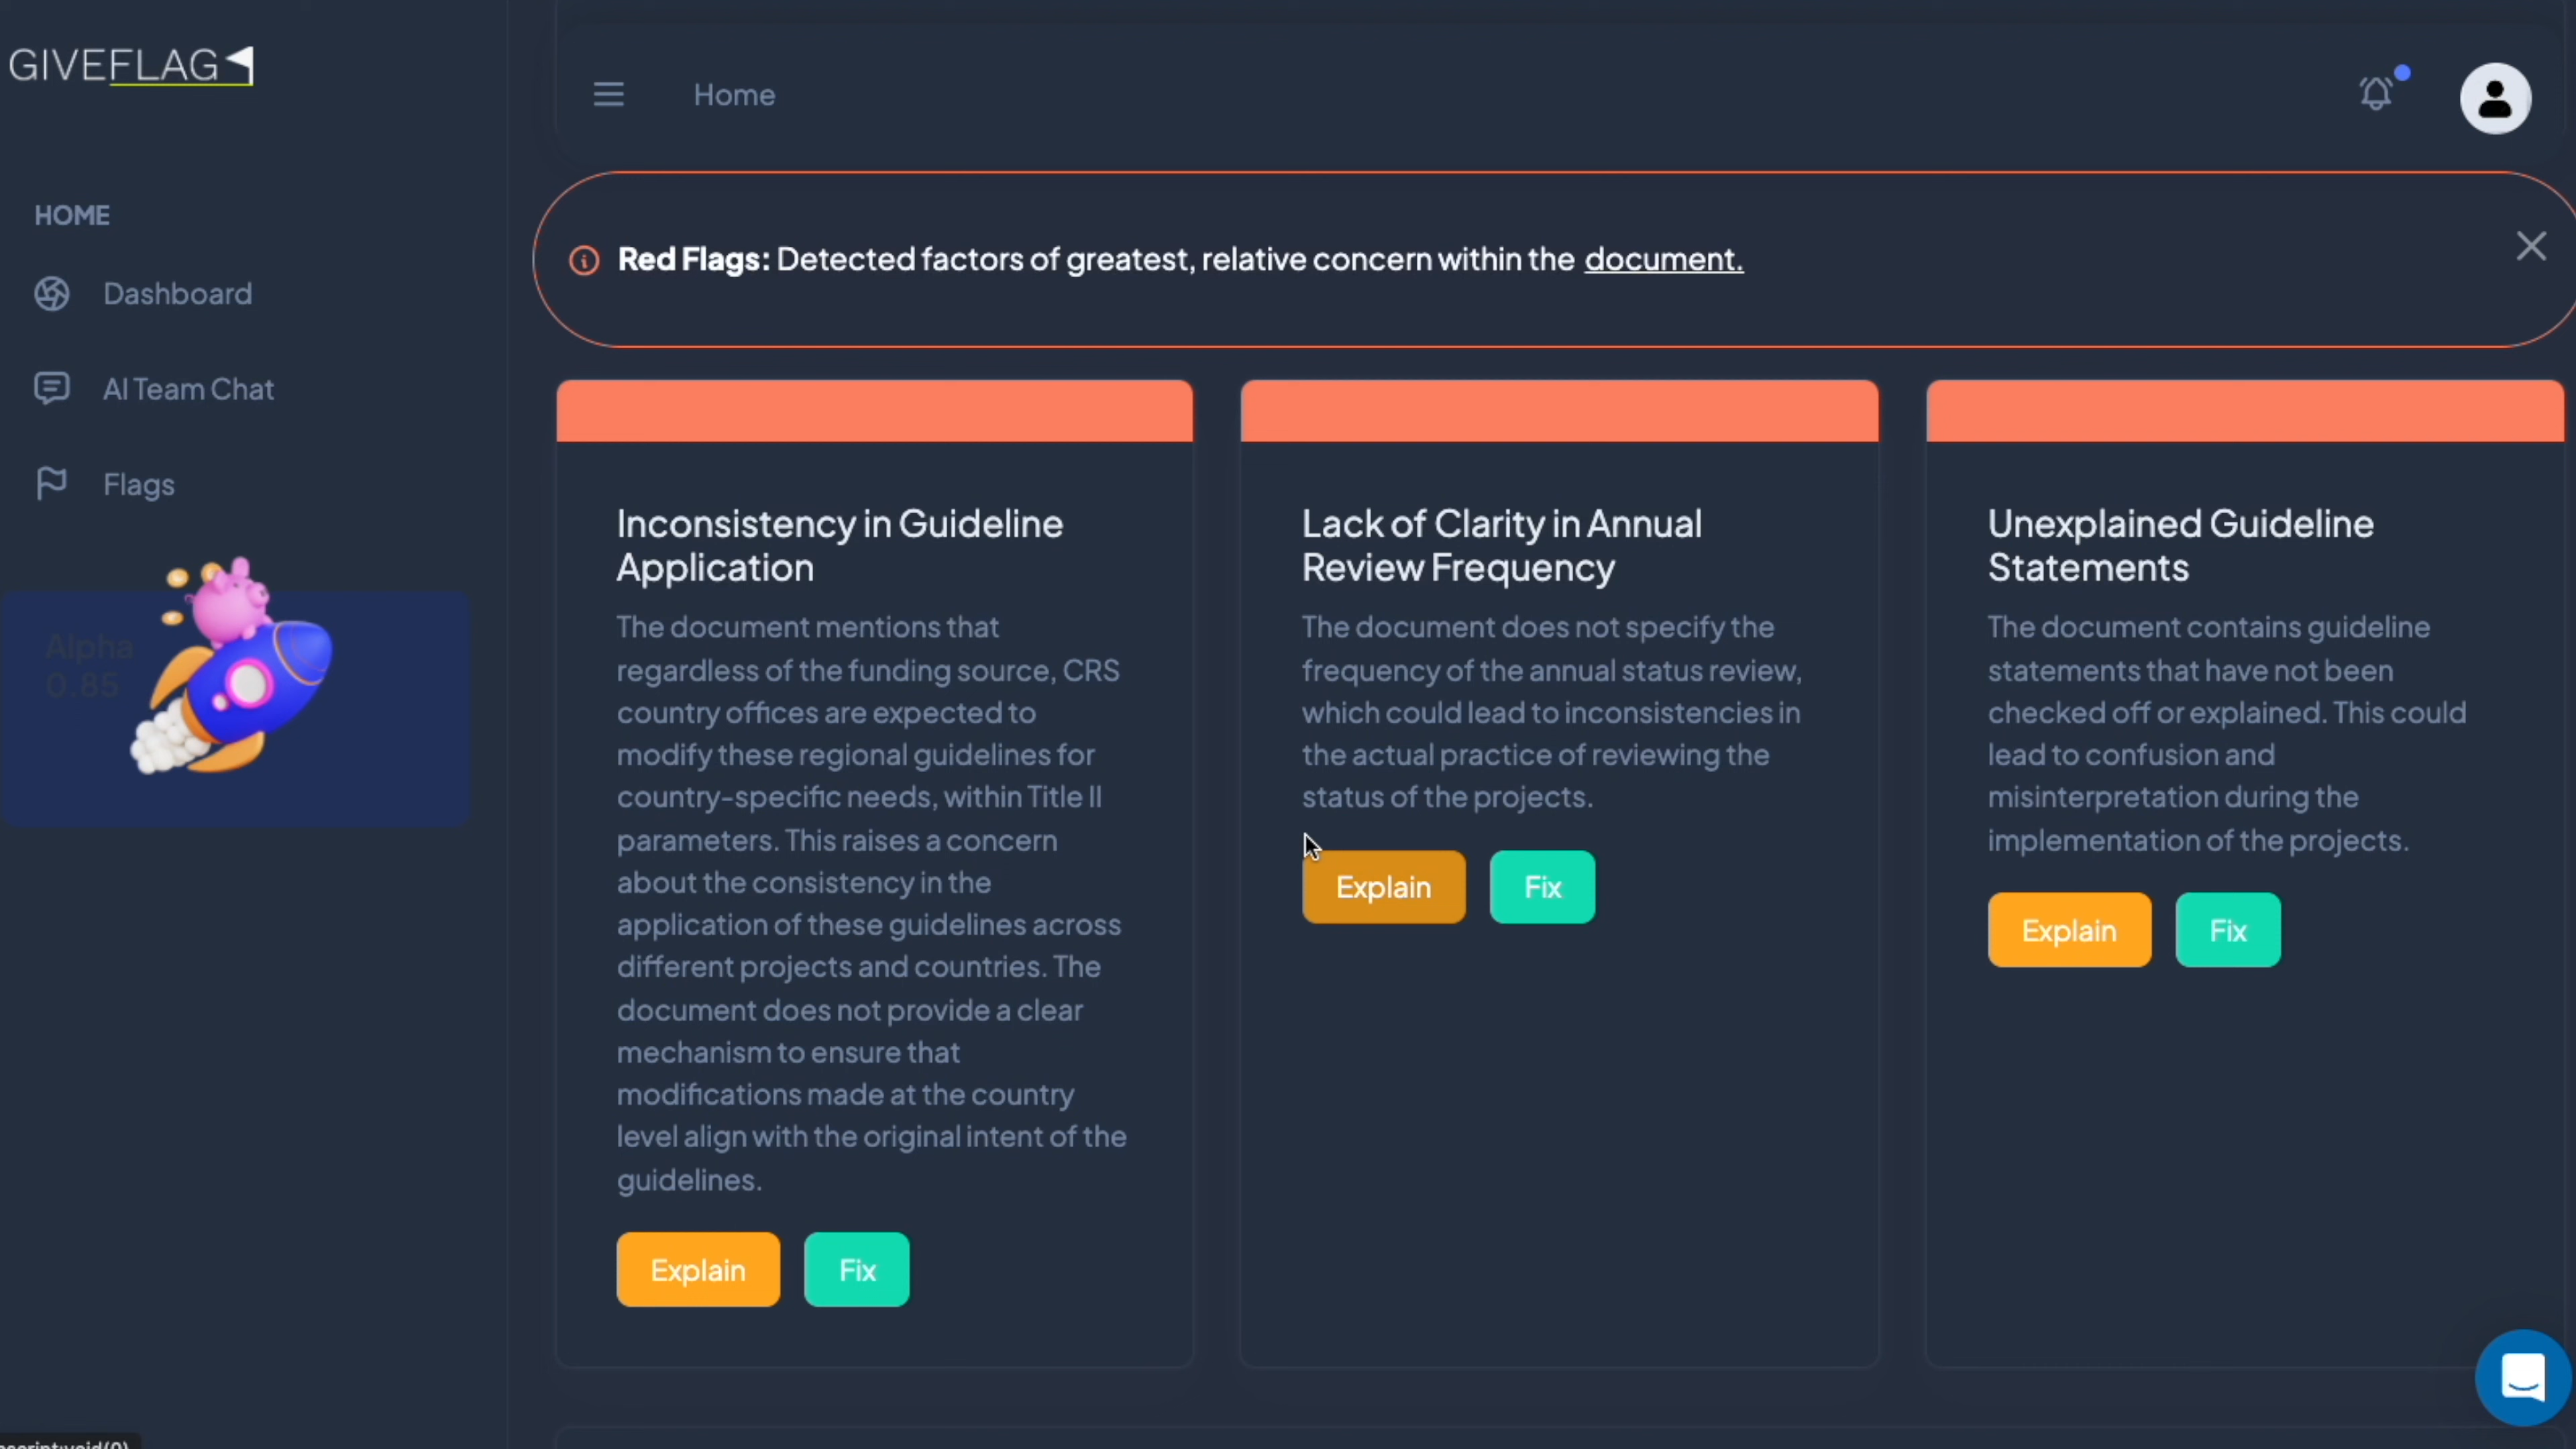 GIVEFLAG
Home
HOME
Dashboard
AI Team Chat
Flags
Alpha
0.85
Red Flags: Detected factors of greatest, relative concern within the document.
Inconsistency in Guideline
Application
The document mentions that
regardless of the funding source, CRS
country offices are expected to
modify these regional guidelines for
country-specific needs, within Title II
parameters. This raises a concern
about the consistency in the
application of these guidelines across
different projects and countries. The
document does not provide a clear
mechanism to ensure that
modifications made at the country
level align with the original intent of the
guidelines.
Explain
Fix
Lack of Clarity in Annual
Review Frequency
The document does not specify the
frequency of the annual status review,
which could lead to inconsistencies in
the actual practice of reviewing the
status of the projects.
Explain
Fix
Unexplained Guideline
Statements
The document contains guideline
statements that have not been
checked off or explained. This could
lead to confusion and
misinterpretation during the
implementation of the projects.
Explain
Fix